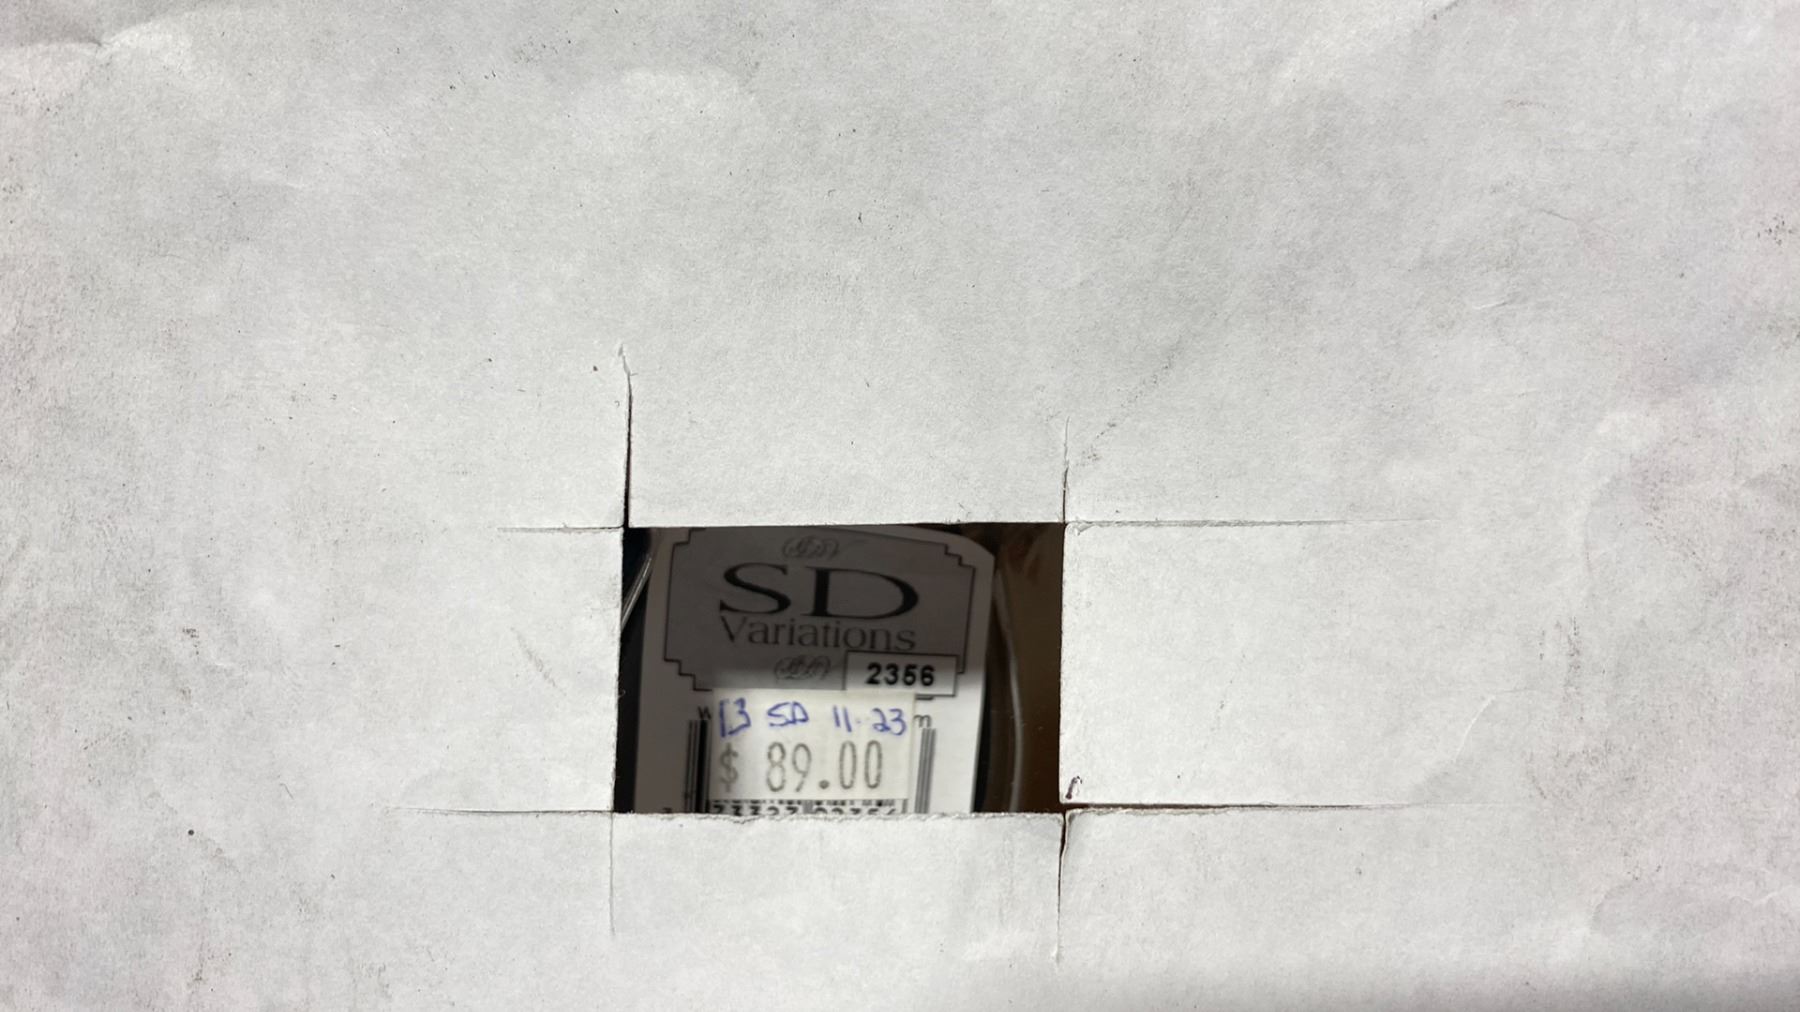 SD
Variations
2356
13 SD 11-23
$ 89.00